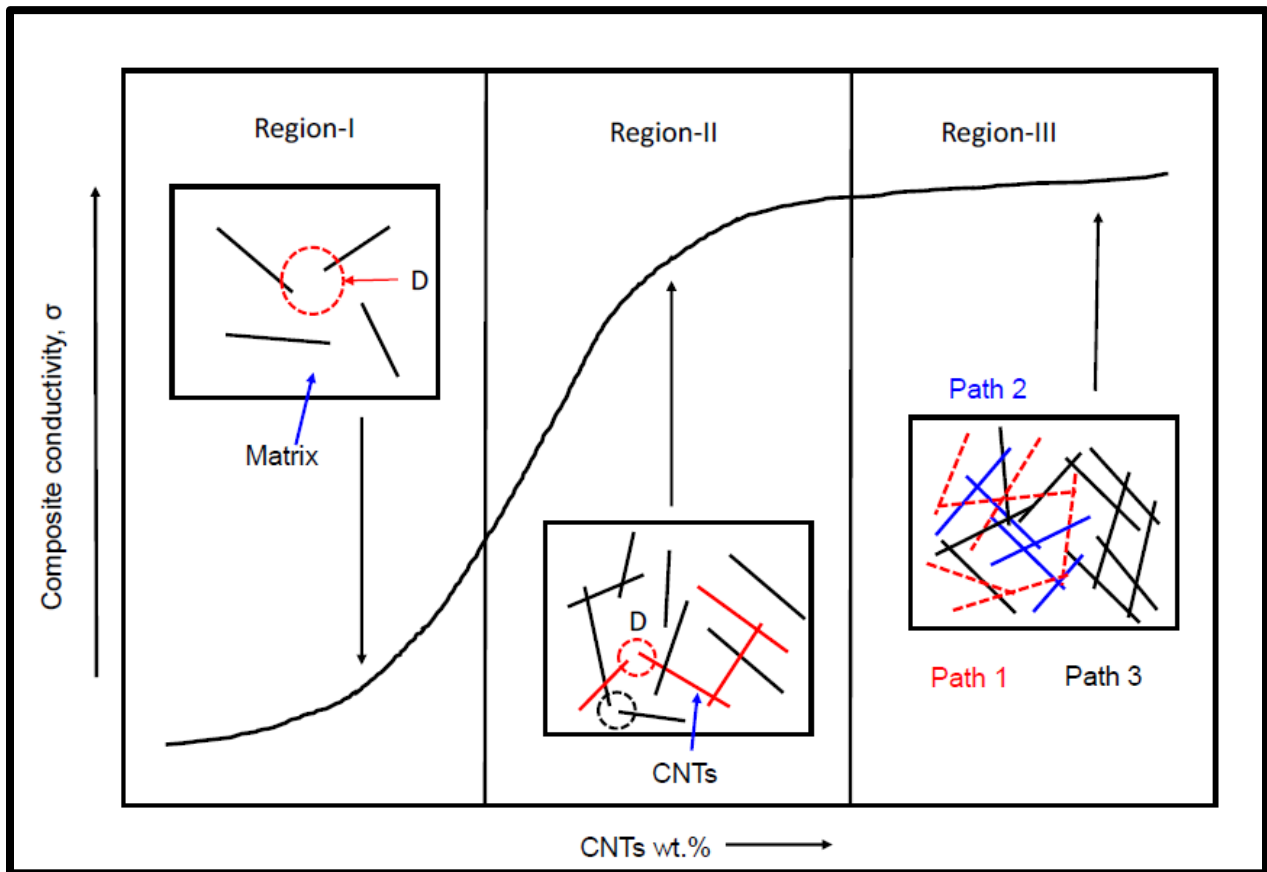 Region-I
Region-II
Region-III
D
Matrix
Composite conductivity, σ
D
CNTs
Path 2
Path 1
Path 3
CNTs wt.%